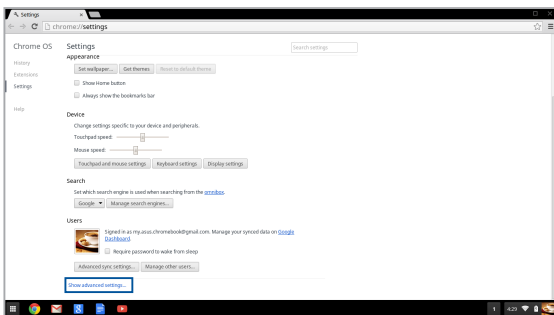 Settings
chrome://settings
Chrome OS
Settings
Search settings
History
Extensions
Settings
Help
Appearance
Set wallpaper... Get themes Reset to default theme
Show Home button
Always show the bookmarks bar
Device
Change settings specific to your device and peripherals.
Touchpad speed:
Mouse speed:
Touchpad and mouse settings Keyboard settings Display settings
Search
Set which search engine is used when searching from the omnibox.
Google Manage search engines...
Users
Signed in as my.asus.chromebook@gmail.com. Manage your synced data on Google
Dashboard.
Require password to wake from sleep
Advanced sync settings... Manage other users...
Show advanced settings...
8
1 4:29